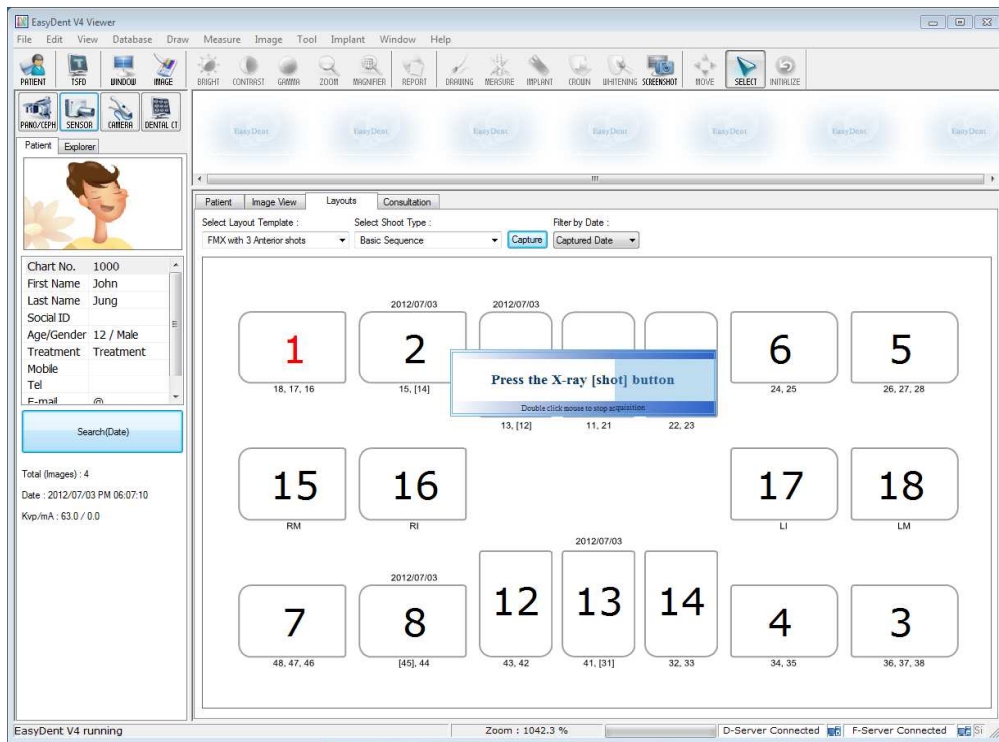 EasyDent V4 Viewer
File Edit View Database Draw Measure Image Tool Implant Window Help
PATIENT TSFD WINDOW IMAGE BRIGHT CONTRAST GAMMA ZOOM MAGNIFIER REPORT DRAWING MEASURE IMPLANT CROWN WHITENING SCREENSHOT MOVE SELECT INITIALIZE
PANO/CEPH SENSOR CAMERA DENTAL CT
EasyDent EasyDent EasyDent EasyDent EasyDent EasyDent EasyDent
Patient Explorer
Patient Image View Layouts Consultation
Select Layout Template : Select Shoot Type : Filter by Date :
FMX with 3 Anterior shots Basic Sequence Capture Captured Date
Chart No. 1000
First Name John
Last Name Jung
Social ID
Age/Gender 12 / Male
Treatment Treatment
Mobile
Tel
E-mail @
Search(Date)
Total (Images) : 4
Date : 2012/07/03 PM 06:07:10
Kvp/mA : 63.0 / 0.0
2012/07/03 2012/07/03
1 2 6 5
Press the X-ray [shot] button
Double click mouse to stop acquisition
18, 17, 16 15, [14] 24, 25 26, 27, 28
13, [12] 11, 21 22, 23
15 16 17 18
RM RI LI LM
2012/07/03
2012/07/03
12 13 14
7 8 4 3
48, 47, 46 [45], 44 43, 42 41, [31] 32, 33 34, 35 36, 37, 38
EasyDent V4 running Zoom : 1042.3 % D-Server Connected F-Server Connected